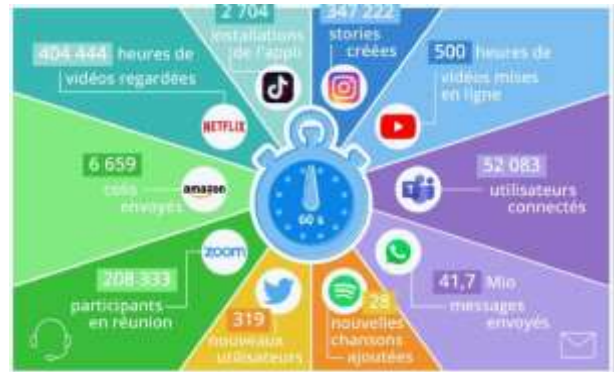 2 704
installations
de l'appli
347 222
stories
créées
404 444 heures de
vidéos regardées
500 heures de
vidéos mises
en ligne
NETFLIX
6 659
colis
envoyés
amazon
52 083
utilisateurs
connectés
60 s
zoom
208 333
participants
en réunion
41,7 Mio
messages
envoyés
319
nouveaux
utilisateurs
28
nouvelles
chansons
ajoutées